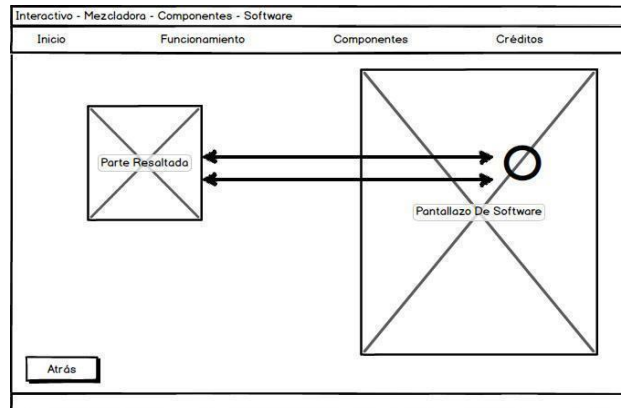 Interactivo - Mezcladora - Componentes - Software
Inicio Funcionamiento Componentes Créditos
Parte Resaltada
Pantallazo De Software
Atrás